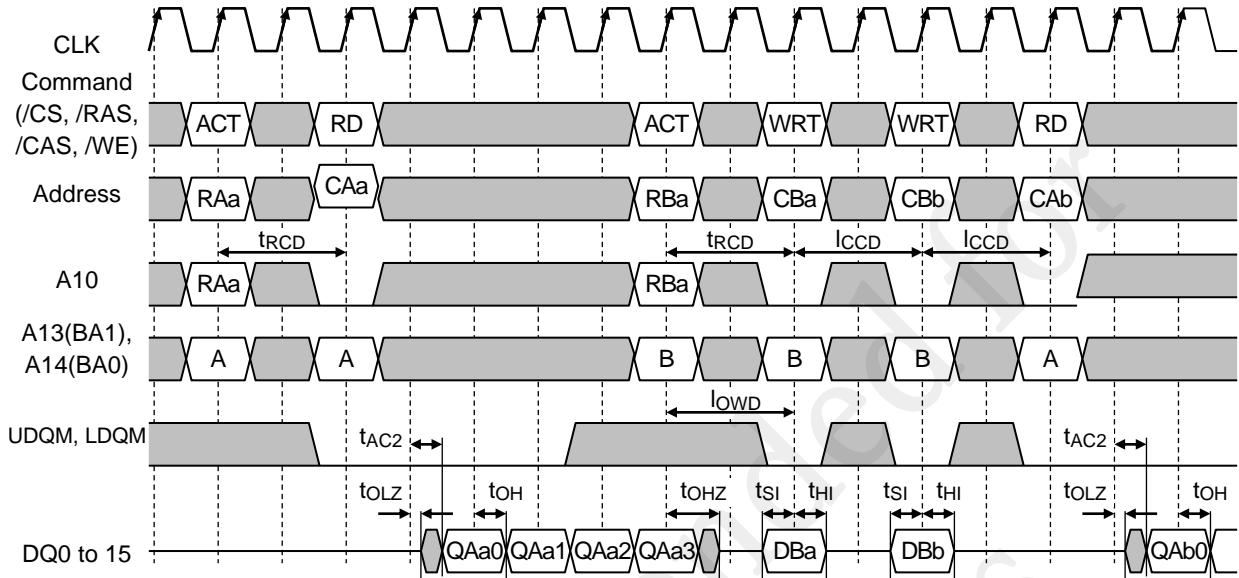 CLK
Command
(/CS, /RAS,
/CAS, /WE)
ACT RD ACT WRT WRT RD
Address
RAa CAa RBa CBa CBb CAb
tRCD tRCD lCCD lCCD
A10
RAa RBa
A13(BA1),
A14(BA0)
A A B B B A
lOWD
UDQM, LDQM
tAC2 tAC2
tOLZ tOH tOHZ tSI tHI tSI tHI tOLZ tOH
DQ0 to 15
QAa0 QAa1 QAa2 QAa3 DBa DBb QAb0
ended for